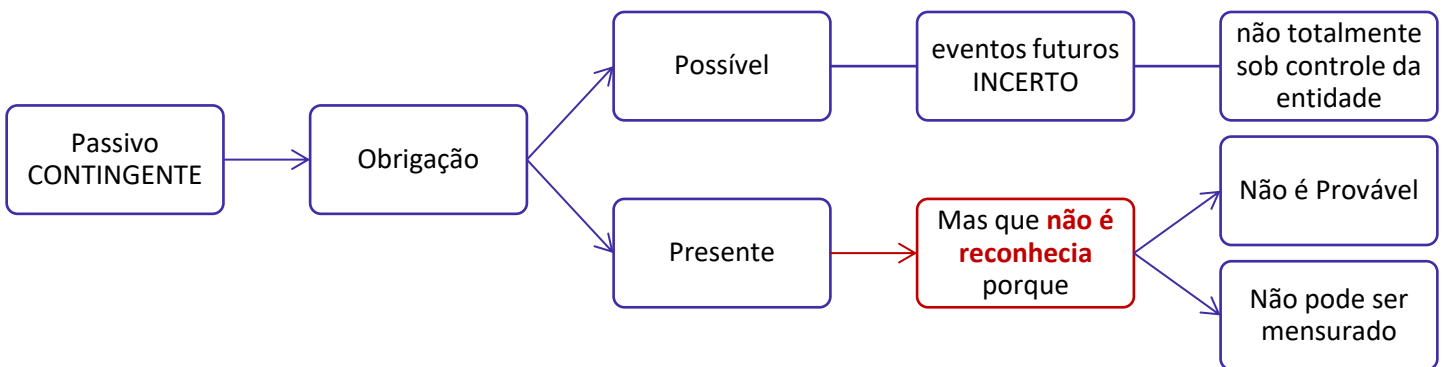 Passivo
CONTINGENTE
Obrigação
Possível
eventos futuros
INCERTO
não totalmente
sob controle da
entidade
Presente
Mas que não é
reconhecia
porque
Não é Provável
Não pode ser
mensurado